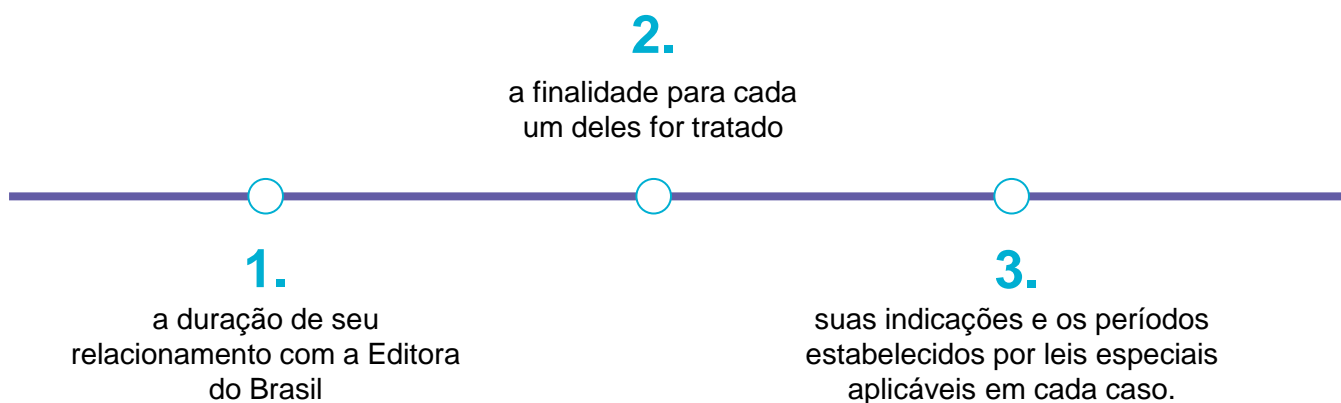 1.
a duração de seu
relacionamento com a Editora
do Brasil
2.
a finalidade para cada
um deles for tratado
3.
suas indicações e os períodos
estabelecidos por leis especiais
aplicáveis em cada caso.